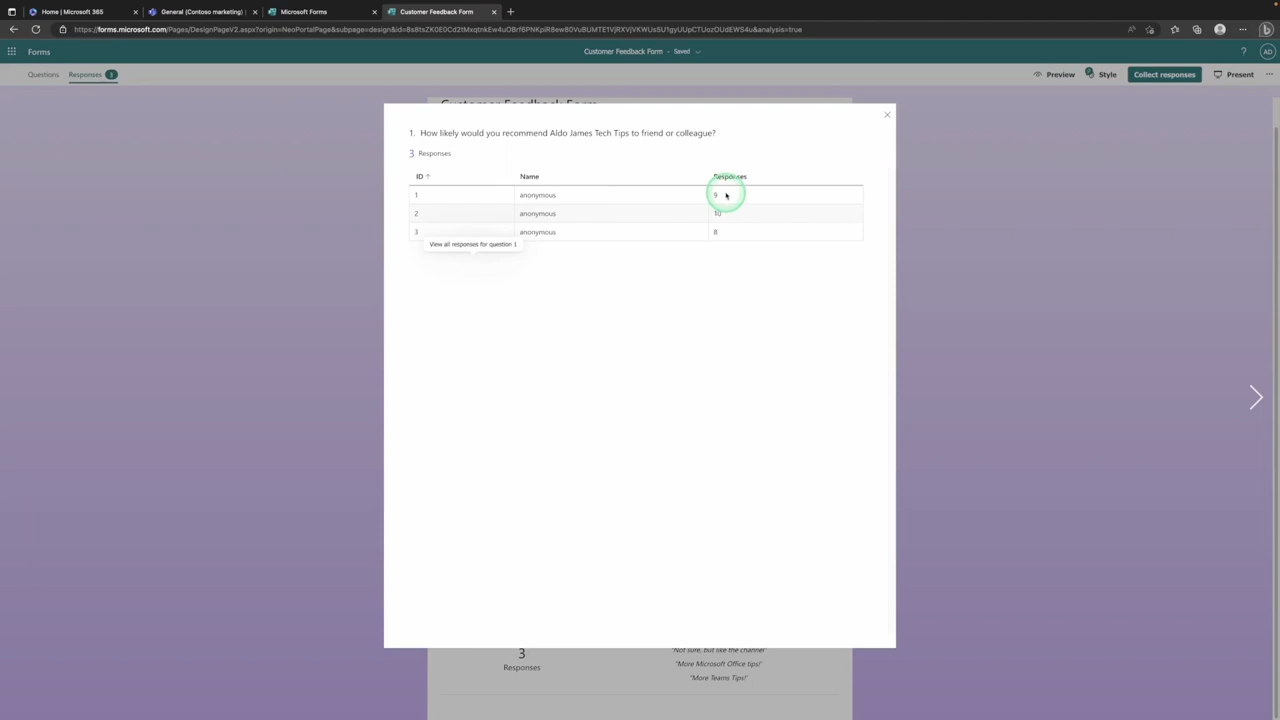 Home | Microsoft 365
General (Contoso marketing) |
Microsoft Forms
Customer Feedback Form
Forms
Customer Feedback Form - Saved
?
AD
Questions
Responses 3
Preview
Style
Collect responses
Present
1. How likely would you recommend Aldo James Tech Tips to friend or colleague?
3 Responses
ID ↑ Name Responses
1 anonymous 9
2 anonymous 10
3 anonymous 8
View all responses for question 1
3
Responses
"Not sure, but like the channel"
"More Microsoft Office tips!"
"More Teams Tips!"